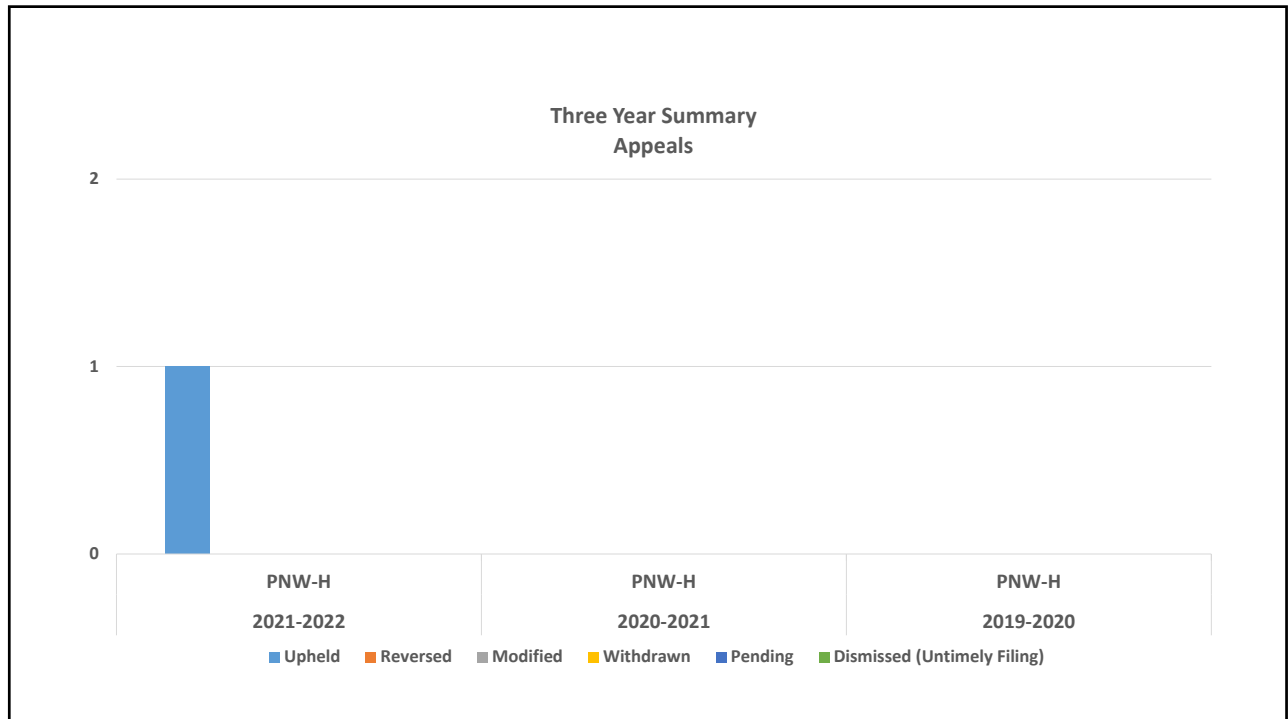 Three Year Summary
Appeals
2
1
0
PNW-H PNW-H PNW-H
2021-2022 2020-2021 2019-2020
Upheld Reversed Modified Withdrawn Pending Dismissed (Untimely Filing)